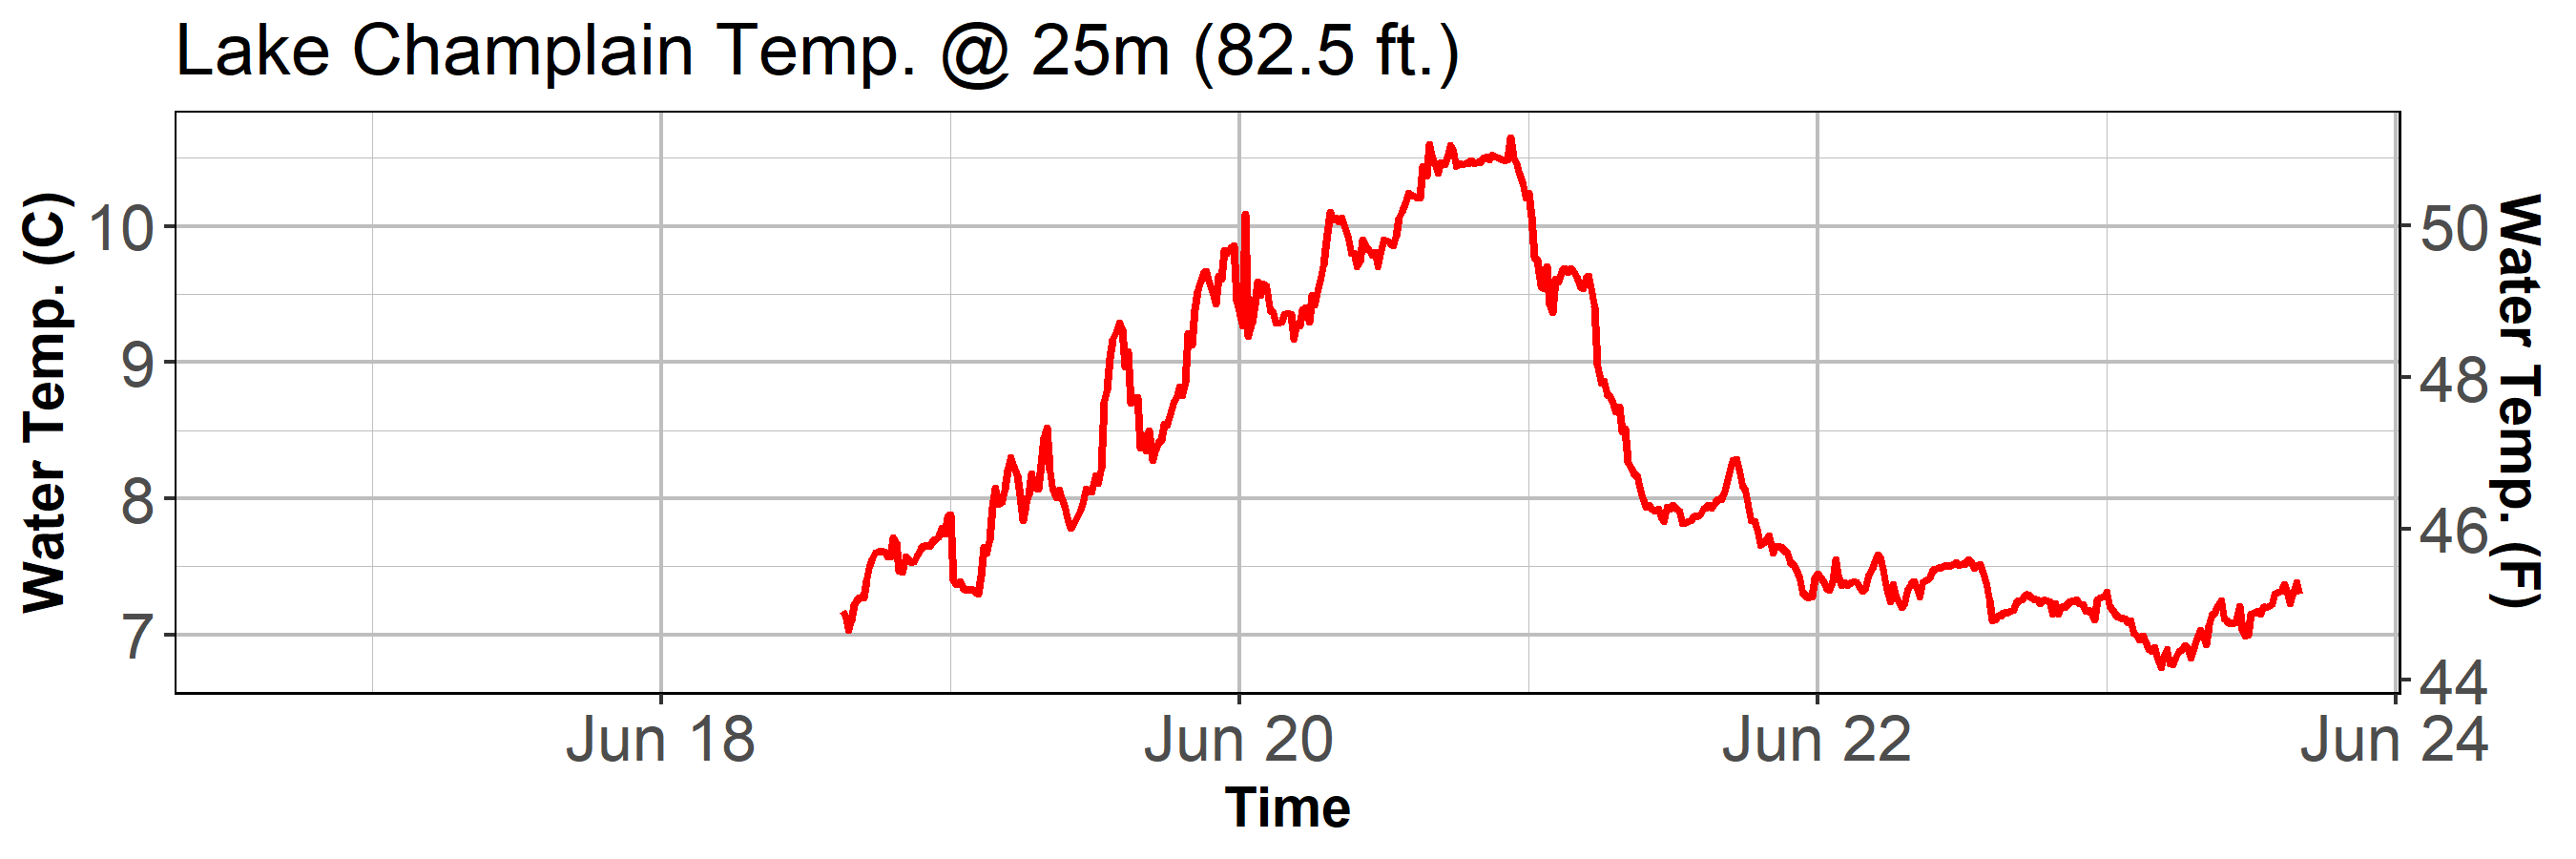 Lake Champlain Temp. @ 25m (82.5 ft.)
Water Temp. (C)
10
9
8
7
50
48
46
44
Water Temp. (F)
Jun 18
Jun 20
Jun 22
Jun 24
Time